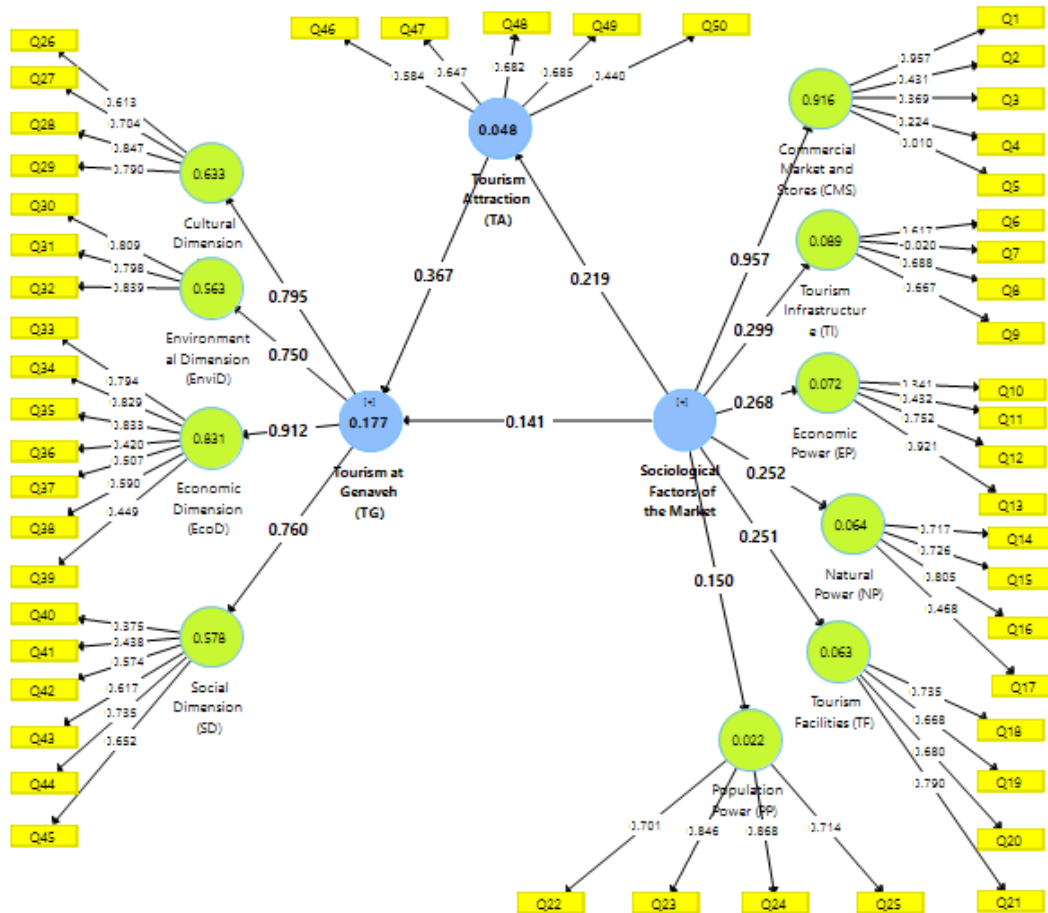 Q26
Q27
Q28
Q29
Q30
Q31
Q32
Q33
Q34
Q35
Q36
Q37
Q38
Q39
Q40
Q41
Q42
Q43
Q44
Q45
0.613
0.704
0.847
0.790
0.809
0.798
0.839
0.794
0.829
0.833
0.420
0.507
0.590
0.449
0.375
0.438
0.574
0.617
0.735
0.652
0.633
Cultural
Dimension
0.563
Environment
al Dimension
(EnviD)
0.831
Economic
Dimension
(EcoD)
0.578
Social
Dimension
(SD)
0.795
0.750
0.912
0.760
[+]
0.177
Tourism at
Genaveh
(TG)
Q46
Q47
Q48
Q49
Q50
0.584
0.647
0.682
0.685
0.440
0.048
Tourism
Attraction
(TA)
0.367
0.219
0.141
[+]
Sociological
Factors of
the Market
0.957
0.299
0.268
0.252
0.251
0.150
0.916
Commercial
Market and
Stores (CMS)
0.957
0.431
0.369
0.224
0.010
Q1
Q2
Q3
Q4
Q5
0.089
Tourism
Infrastructur
e (TI)
0.617
-0.020
0.688
0.667
Q6
Q7
Q8
Q9
0.072
Economic
Power (EP)
0.341
0.432
0.752
0.921
Q10
Q11
Q12
Q13
0.064
Natural
Power (NP)
0.717
0.726
0.805
0.468
Q14
Q15
Q16
Q17
0.063
Tourism
Facilities (TF)
0.735
0.668
0.680
0.790
Q18
Q19
Q20
Q21
0.022
Population
Power (PP)
0.701
0.846
0.868
0.714
Q22
Q23
Q24
Q25